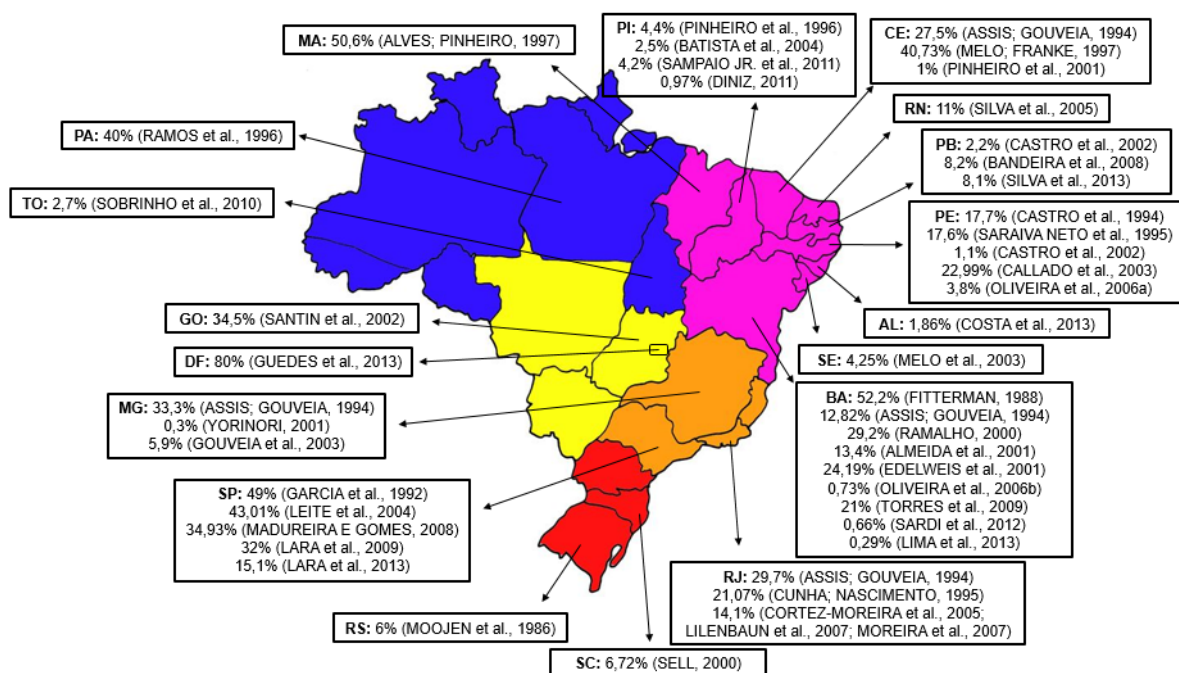 MA: 50,6% (ALVES; PINHEIRO, 1997)
PI: 4,4% (PINHEIRO, 1996)
2,5% (BATISTA et al., 2004)
4,2% (SAMPAIO JR. et al., 2011)
0,97% (DINIZ, 2011)
CE: 27,5% (ASSIS; GOUVEIA, 1994)
40,73% (MELO; FRANKE, 1997)
1% (PINHEIRO et al., 2001)
RN: 11% (SILVA et al., 2005)
PA: 40% (RAMOS et al., 1996)
PB: 2,2% (CASTRO et al., 2002)
8,2% (BANDEIRA et al., 2008)
8,1% (SILVA et al., 2013)
TO: 2,7% (SOBRINHO et al., 2010)
PE: 17,7% (CASTRO et al., 1994)
17,6% (SARAIVA NETO et al., 1995)
1,1% (CASTRO et al., 2002)
22,99% (CALLADO et al., 2003)
3,8% (OLIVEIRA et al., 2006a)
GO: 34,5% (SANTIN et al., 2002)
AL: 1,86% (COSTA et al., 2013)
DF: 80% (GUEDES et al., 2013)
SE: 4,25% (MELO et al., 2003)
MG: 33,3% (ASSIS; GOUVEIA, 1994)
0,3% (YORINORI, 2001)
5,9% (GOUVEIA et al., 2003)
BA: 52,2% (FITTERMAN, 1988)
12,82% (ASSIS; GOUVEIA, 1994)
29,2% (RAMALHO, 2000)
13,4% (ALMEIDA et al., 2001)
24,19% (EDELWEIS et al., 2001)
0,73% (OLIVEIRA et al., 2006b)
21% (TORRES et al., 2009)
0,66% (SARDI et al., 2012)
0,29% (LIMA et al., 2013)
SP: 49% (GARCIA et al., 1992)
43,01% (LEITE et al., 2004)
34,93% (MADUREIRA E GOMES, 2008)
32% (LARA et al., 2009)
15,1% (LARA et al., 2013)
RJ: 29,7% (ASSIS; GOUVEIA, 1994)
21,07% (CUNHA; NASCIMENTO, 1995)
14,1% (CORTEZ-MOREIRA et al., 2005;
LILENBAUN et al., 2007; MOREIRA et al., 2007)
RS: 6% (MOOJEN et al., 1986)
SC: 6,72% (SELL, 2000)